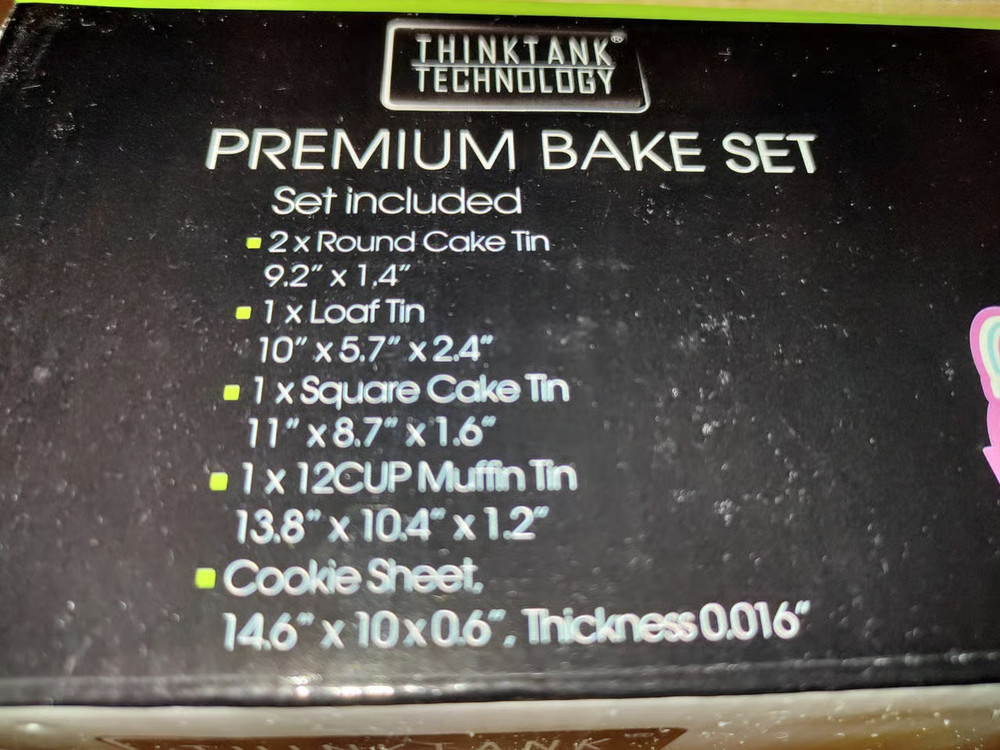 THINKTANK®
TECHNOLOGY
PREMIUM BAKE SET
Set included
2 x Round Cake Tin
9.2" x 1.4"
1 x Loaf Tin
10" x 5.7" x 2.4"
1 x Square Cake Tin
11" x 8.7" x 1.6"
1 x 12CUP Muffin Tin
13.8" x 10.4" x 1.2"
Cookie Sheet,
14.6" x 10 x 0.6", Thickness 0.016"
THINKTANK